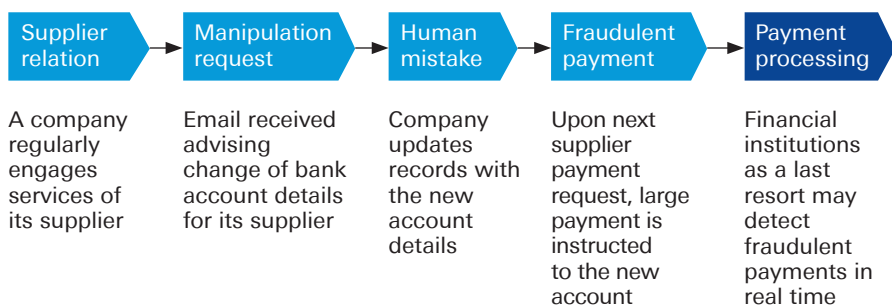 Supplier
relation
Manipulation
request
Human
mistake
Fraudulent
payment
Payment
processing
A company
regularly
engages
services of
its supplier
Email received
advising
change of bank
account details
for its supplier
Company
updates
records with
the new
account
details
Upon next
supplier
payment
request, large
payment is
instructed
to the new
account
Financial
institutions
as a last
resort may
detect
fraudulent
payments in
real time